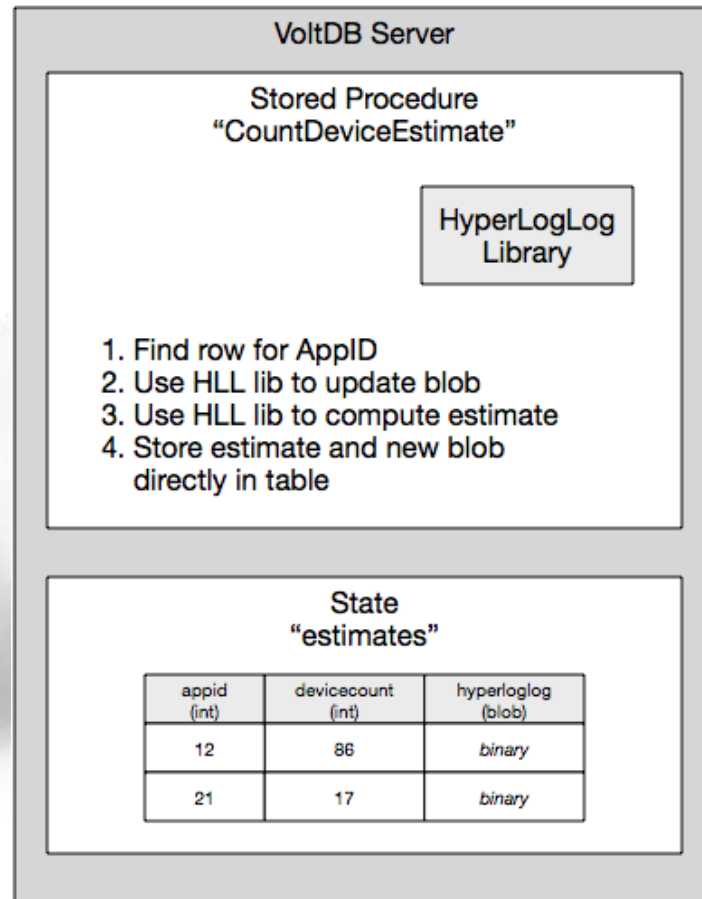 VoltDB Server
Stored Procedure
“CountDeviceEstimate”
HyperLogLog
Library
1. Find row for AppID
2. Use HLL lib to update blob
3. Use HLL lib to compute estimate
4. Store estimate and new blob
directly in table
State
“estimates”
appid devicecount hyperloglog
(int) (int) (blob)
12 86 binary
21 17 binary